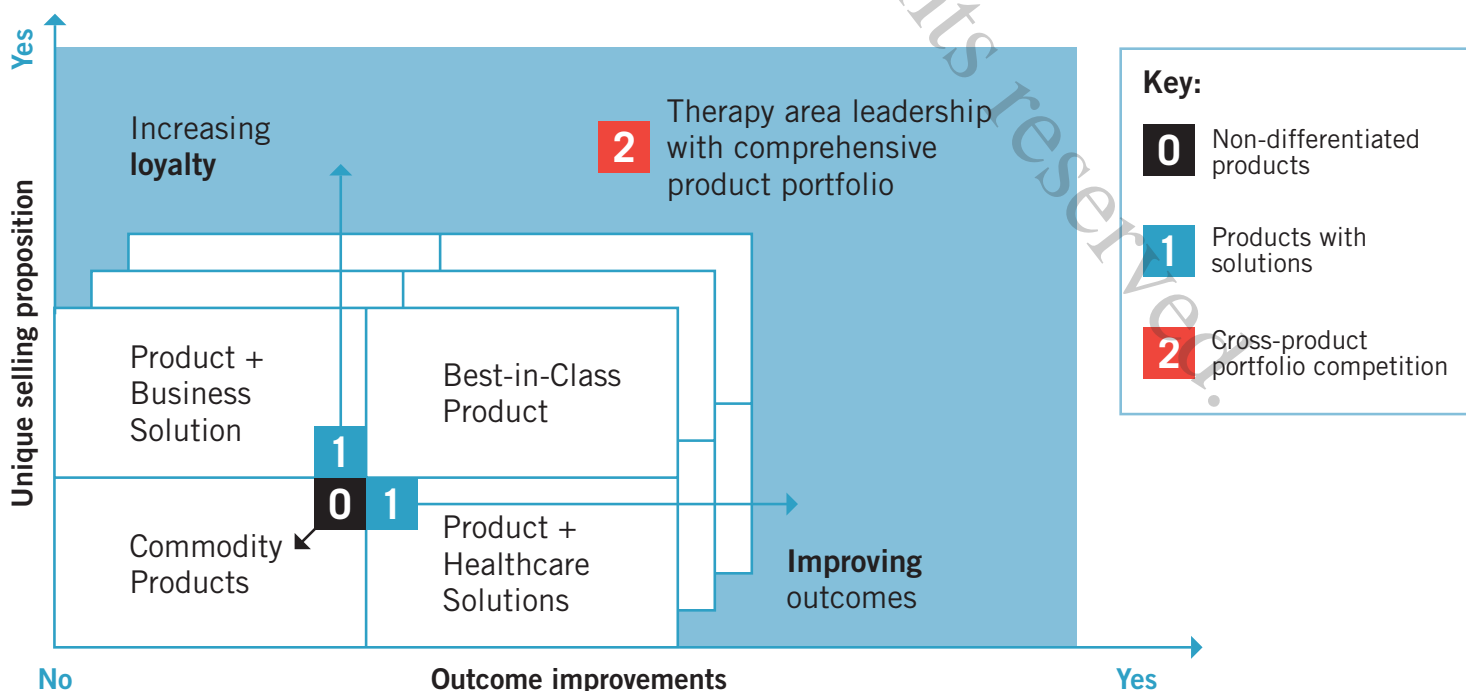 Yes
Unique selling proposition
Increasing
loyalty
2
Therapy area leadership
with comprehensive
product portfolio
Product +
Business
Solution
Best-in-Class
Product
1
0
1
Commodity
Products
Product +
Healthcare
Solutions
Improving
outcomes
No
Outcome improvements
Yes
Key:
0
Non-differentiated
products
1
Products with
solutions
2
Cross-product
portfolio competition
reserved.